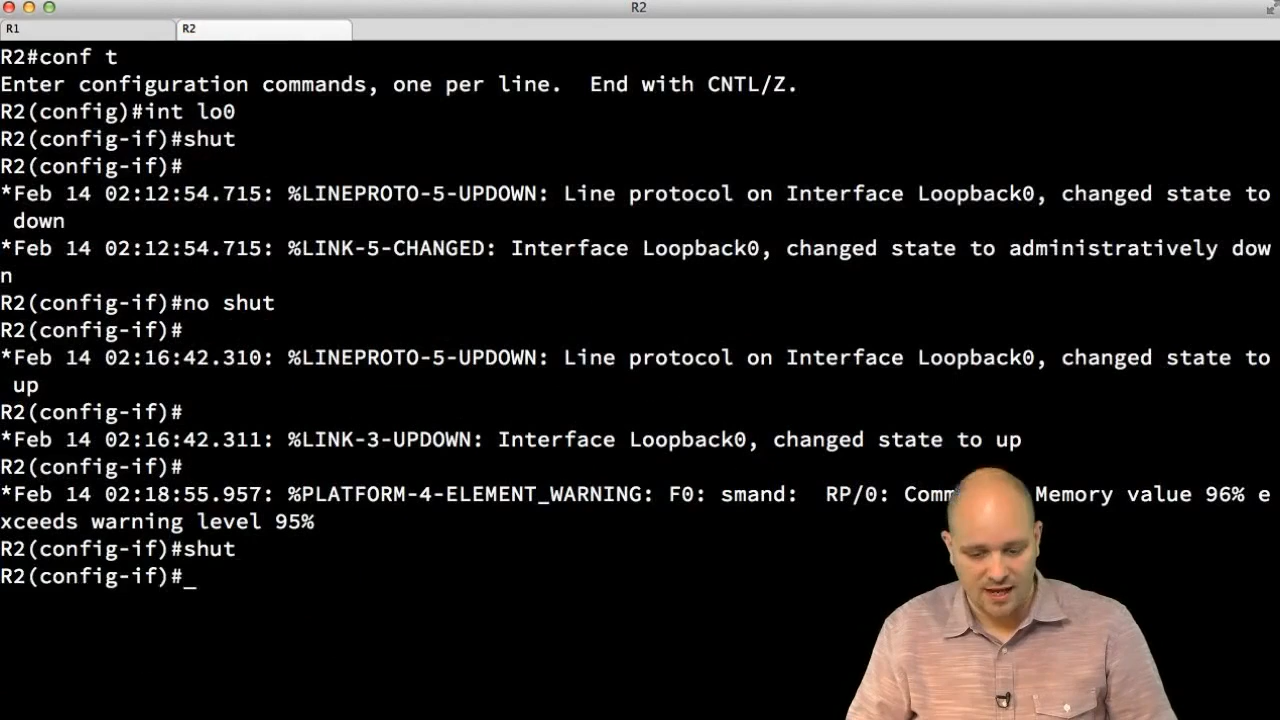 R2
R1
R2
R2#conf t
Enter configuration commands, one per line.  End with CNTL/Z.
R2(config)#int lo0
R2(config-if)#shut
R2(config-if)#
*Feb 14 02:12:54.715: %LINEPROTO-5-UPDOWN: Line protocol on Interface Loopback0, changed state to
 down
*Feb 14 02:12:54.715: %LINK-5-CHANGED: Interface Loopback0, changed state to administratively dow
n
R2(config-if)#no shut
R2(config-if)#
*Feb 14 02:16:42.310: %LINEPROTO-5-UPDOWN: Line protocol on Interface Loopback0, changed state to
 up
R2(config-if)#
*Feb 14 02:16:42.311: %LINK-3-UPDOWN: Interface Loopback0, changed state to up
R2(config-if)#
*Feb 14 02:18:55.957: %PLATFORM-4-ELEMENT_WARNING: F0: smand:  RP/0: Memory value 96% e
xceeds warning level 95%
R2(config-if)#shut
R2(config-if)#_